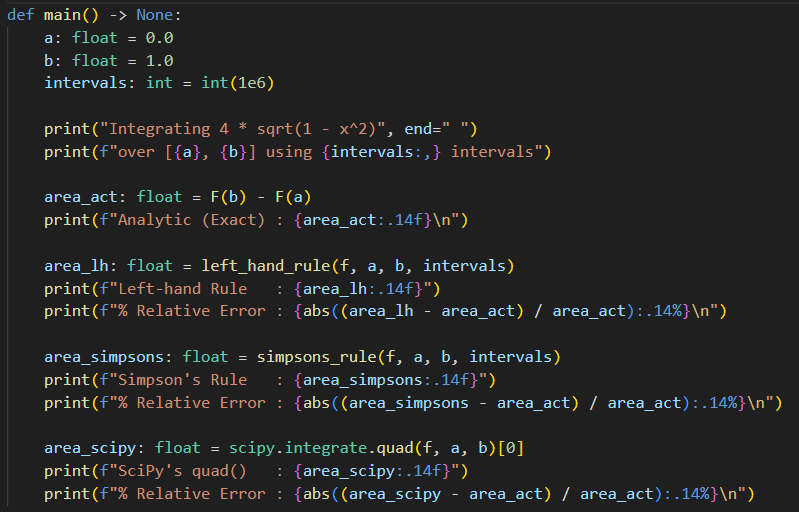 def main() -> None:
    a: float = 0.0
    b: float = 1.0
    intervals: int = int(1e6)

    print("Integrating 4 * sqrt(1 - x^2)", end=" ")
    print(f"over [{a}, {b}] using {intervals:,} intervals")

    area_act: float = F(b) - F(a)
    print(f"Analytic (Exact) : {area_act:.14f}\n")

    area_lh: float = left_hand_rule(f, a, b, intervals)
    print(f"Left-hand Rule   : {area_lh:.14f}")
    print(f"% Relative Error : {abs((area_lh - area_act) / area_act):.14%}\n")

    area_simpsons: float = simpsons_rule(f, a, b, intervals)
    print(f"Simpson's Rule   : {area_simpsons:.14f}")
    print(f"% Relative Error : {abs((area_simpsons - area_act) / area_act):.14%}\n")

    area_scipy: float = scipy.integrate.quad(f, a, b)[0]
    print(f"SciPy's quad()   : {area_scipy:.14f}")
    print(f"% Relative Error : {abs((area_scipy - area_act) / area_act):.14%}\n")